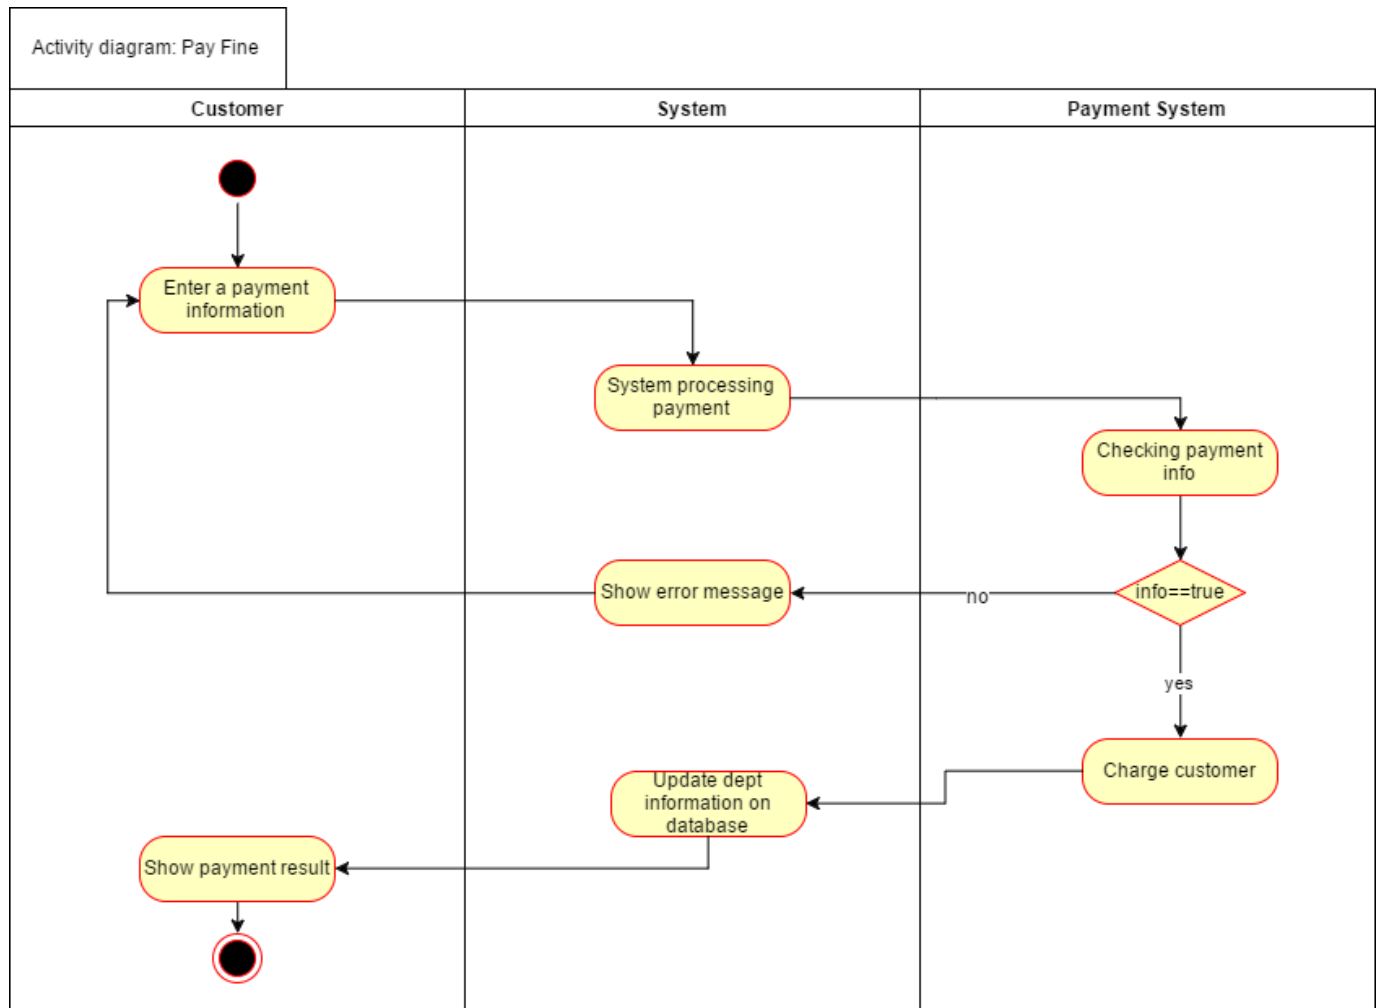 Activity diagram: Pay Fine
Customer
System
Payment System
Enter a payment
information
System processing
payment
Checking payment
info
Show error message
no
info==true
yes
Update dept
information on
database
Charge customer
Show payment result